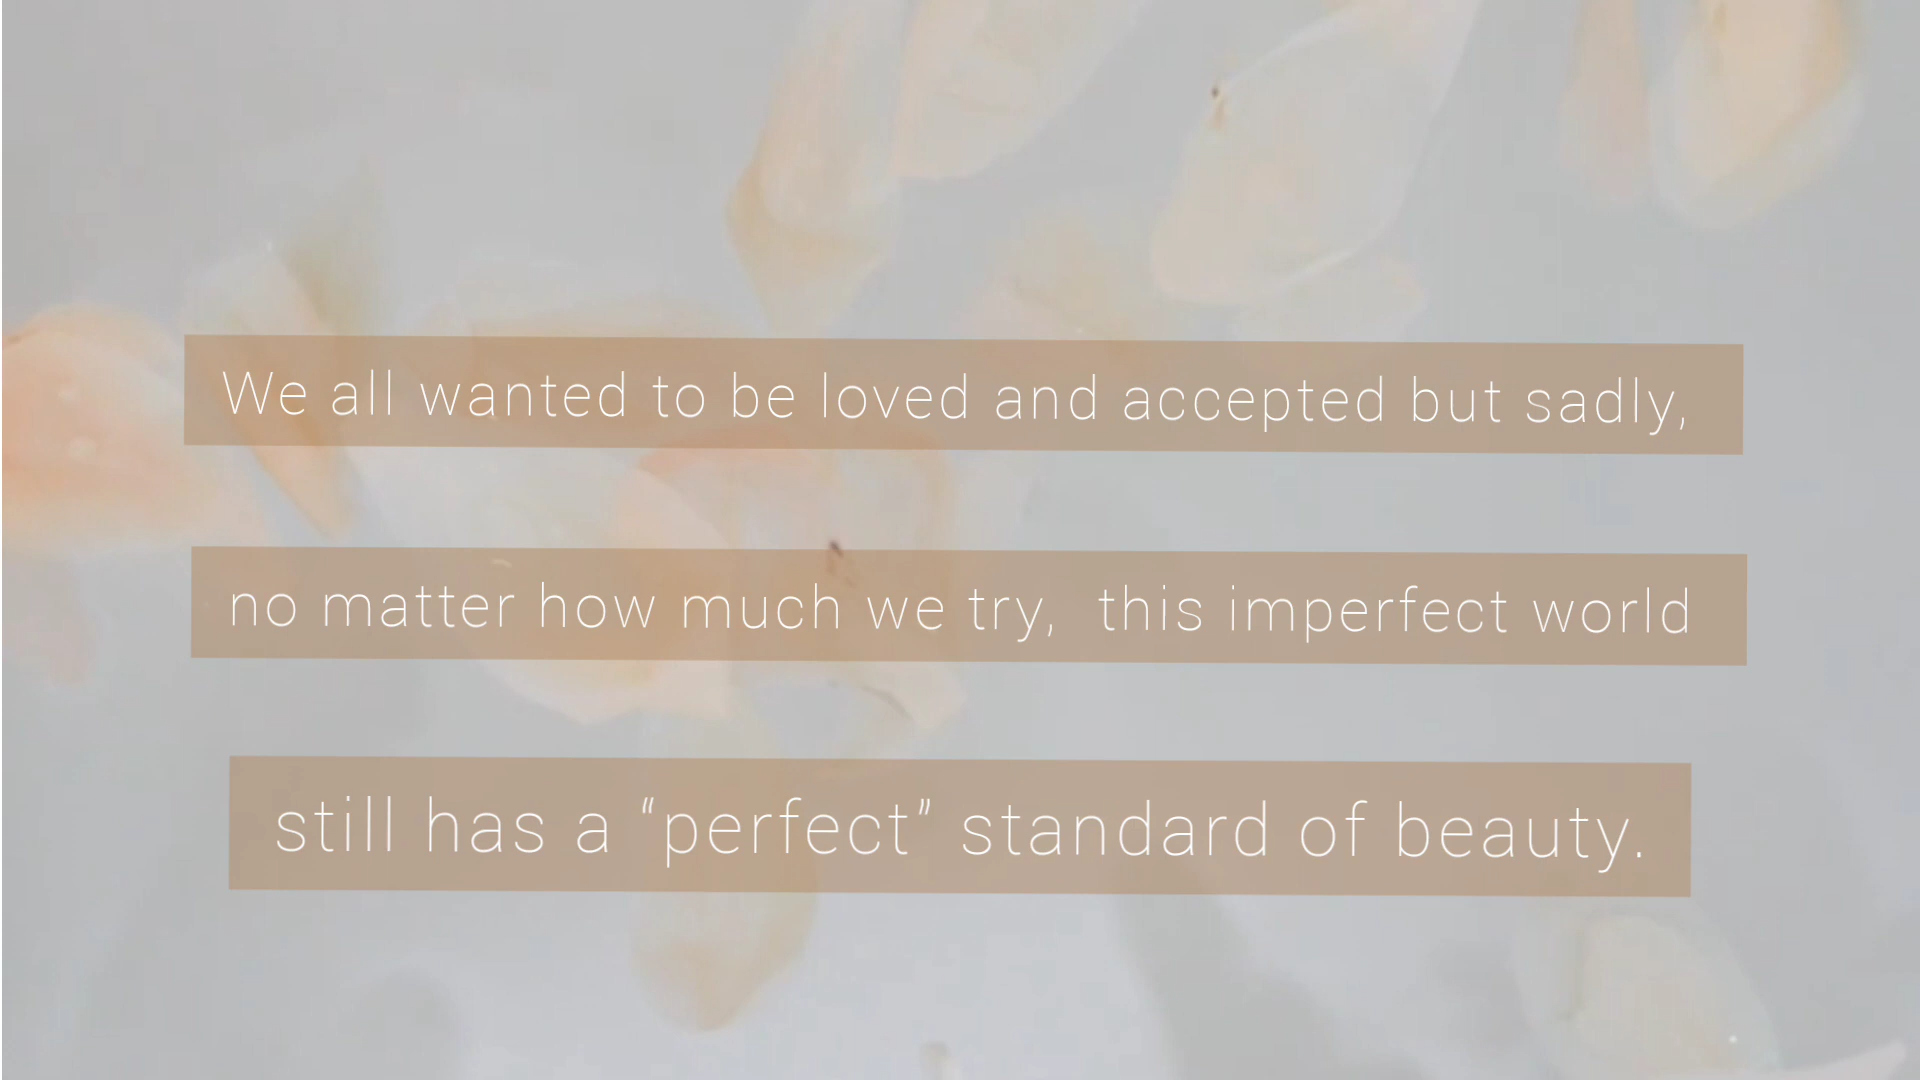 We all wanted to be loved and accepted but sadly,
no matter how much we try, this imperfect world
still has a “perfect” standard of beauty.